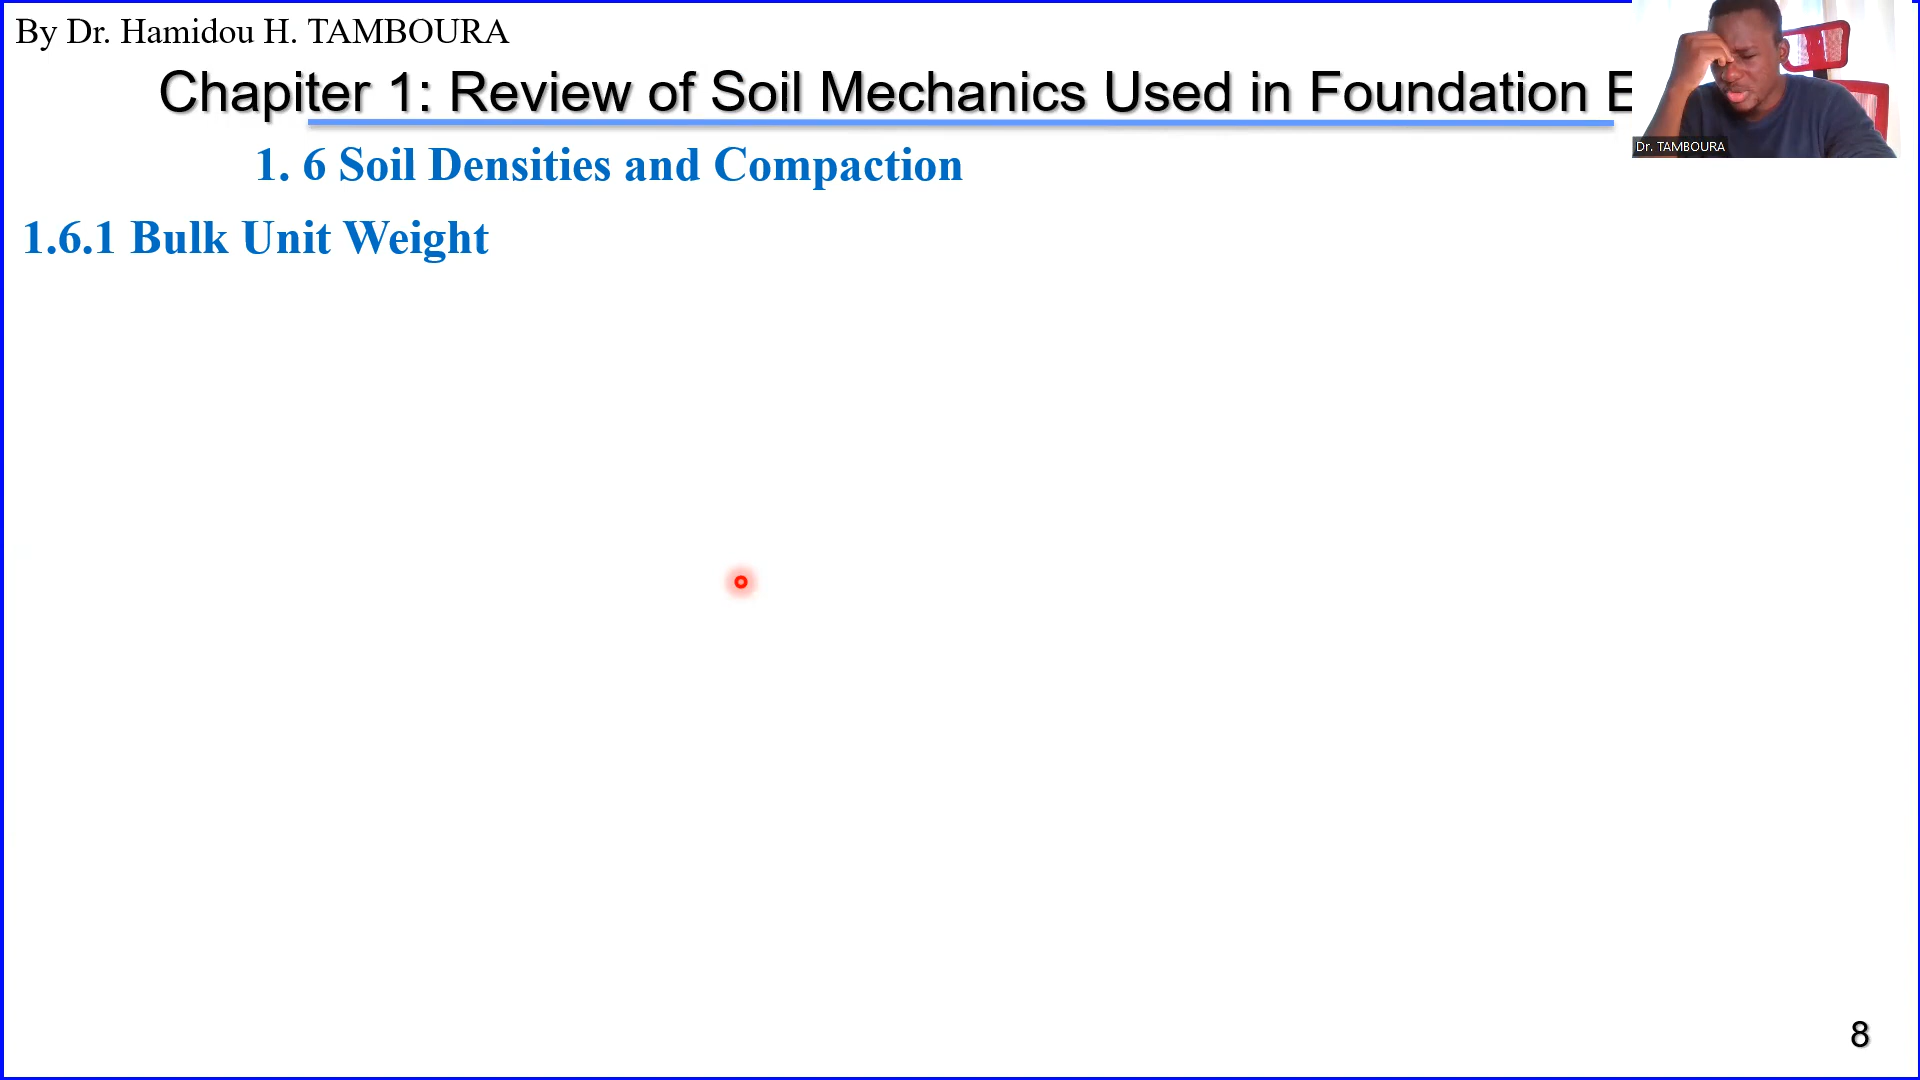 By Dr. Hamidou H. TAMBOURA
Chapiter 1: Review of Soil Mechanics Used in Foundation E
Dr. TAMBOURA
1. 6 Soil Densities and Compaction
1.6.1 Bulk Unit Weight
8